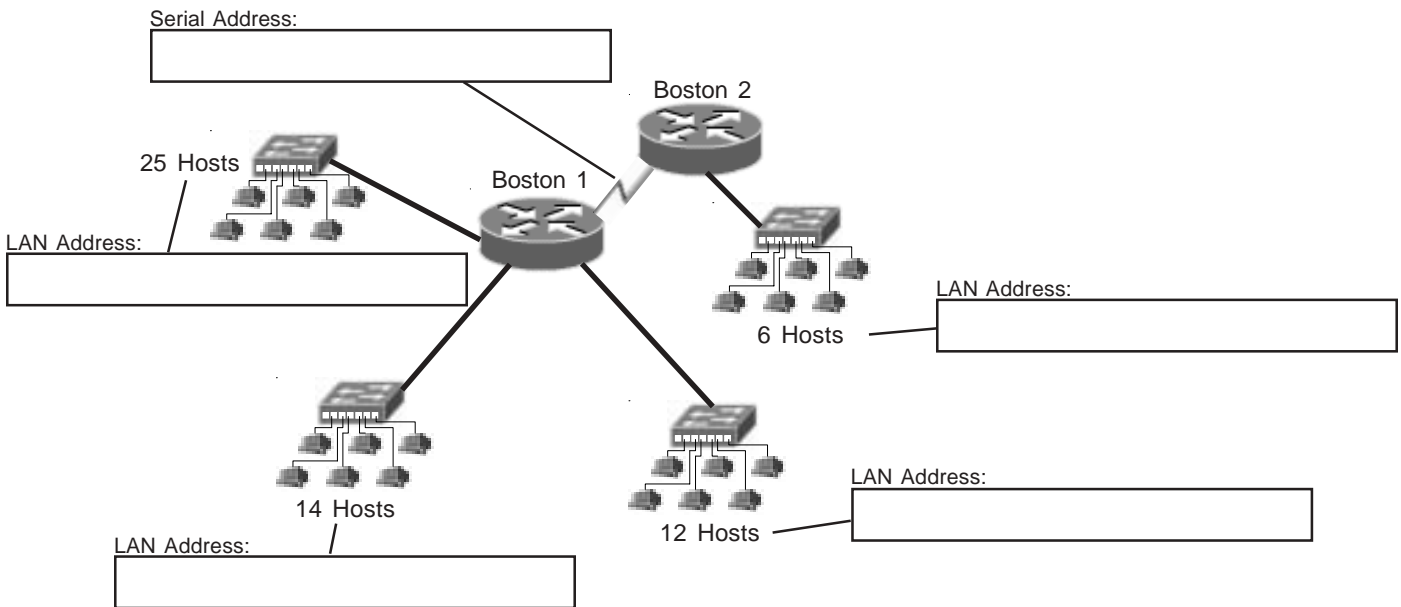 Serial Address:
Boston 2
25 Hosts
Boston 1
LAN Address:
LAN Address:
6 Hosts
LAN Address:
14 Hosts
12 Hosts
LAN Address: